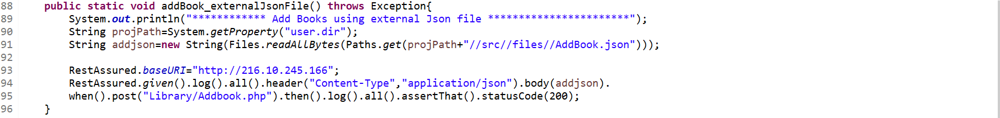 88    public static void addBook_externalJsonFile() throws Exception{
89        System.out.println("************ Add Books using external Json file ***********************");
90        String projPath=System.getProperty("user.dir");
91        String addjson=new String(Files.readAllBytes(Paths.get(projPath+"//src//files//AddBook.json")));
92
93        RestAssured.baseURI="http://216.10.245.166";
94        RestAssured.given().log().all().header("Content-Type","application/json").body(addjson).
95        when().post("Library/Addbook.php").then().log().all().assertThat().statusCode(200);
96    }